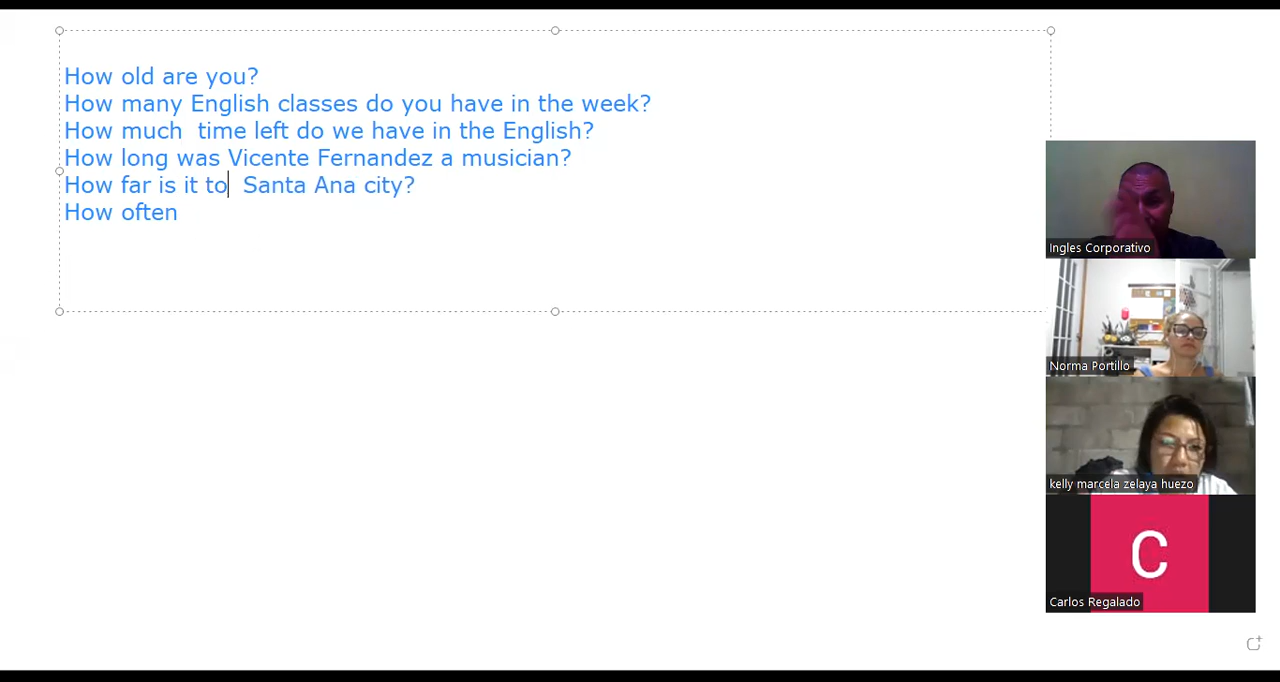 How old are you?
How many English classes do you have in the week?
How much  time left do we have in the English?
How long was Vicente Fernandez a musician?
How far is it to  Santa Ana city?
How often
Ingles Corporativo
Norma Portillo
kelly marcela zelaya huezo
C
Carlos Regalado